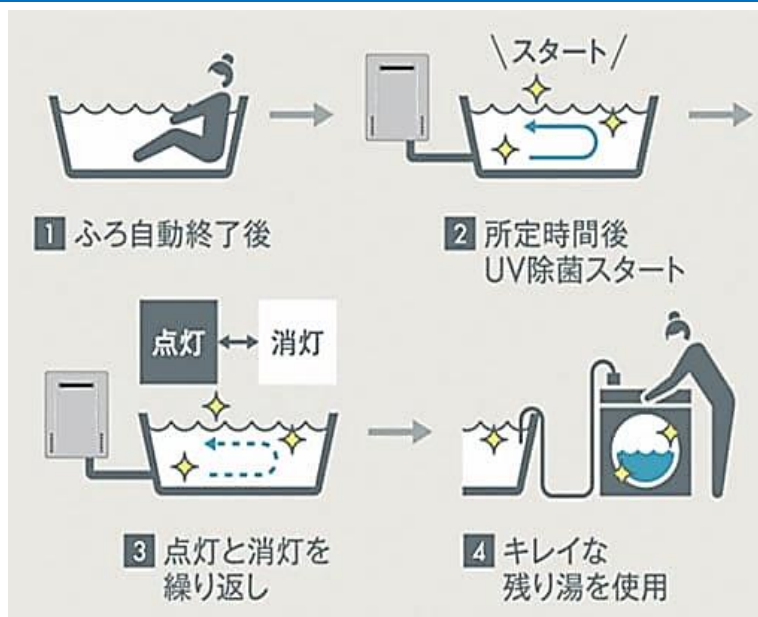 1 ふろ自動終了後
\スタート/
2 所定時間後
UV除菌スタート
点灯 ↔ 消灯
3 点灯と消灯を
繰り返し
4 キレイな
残り湯を使用